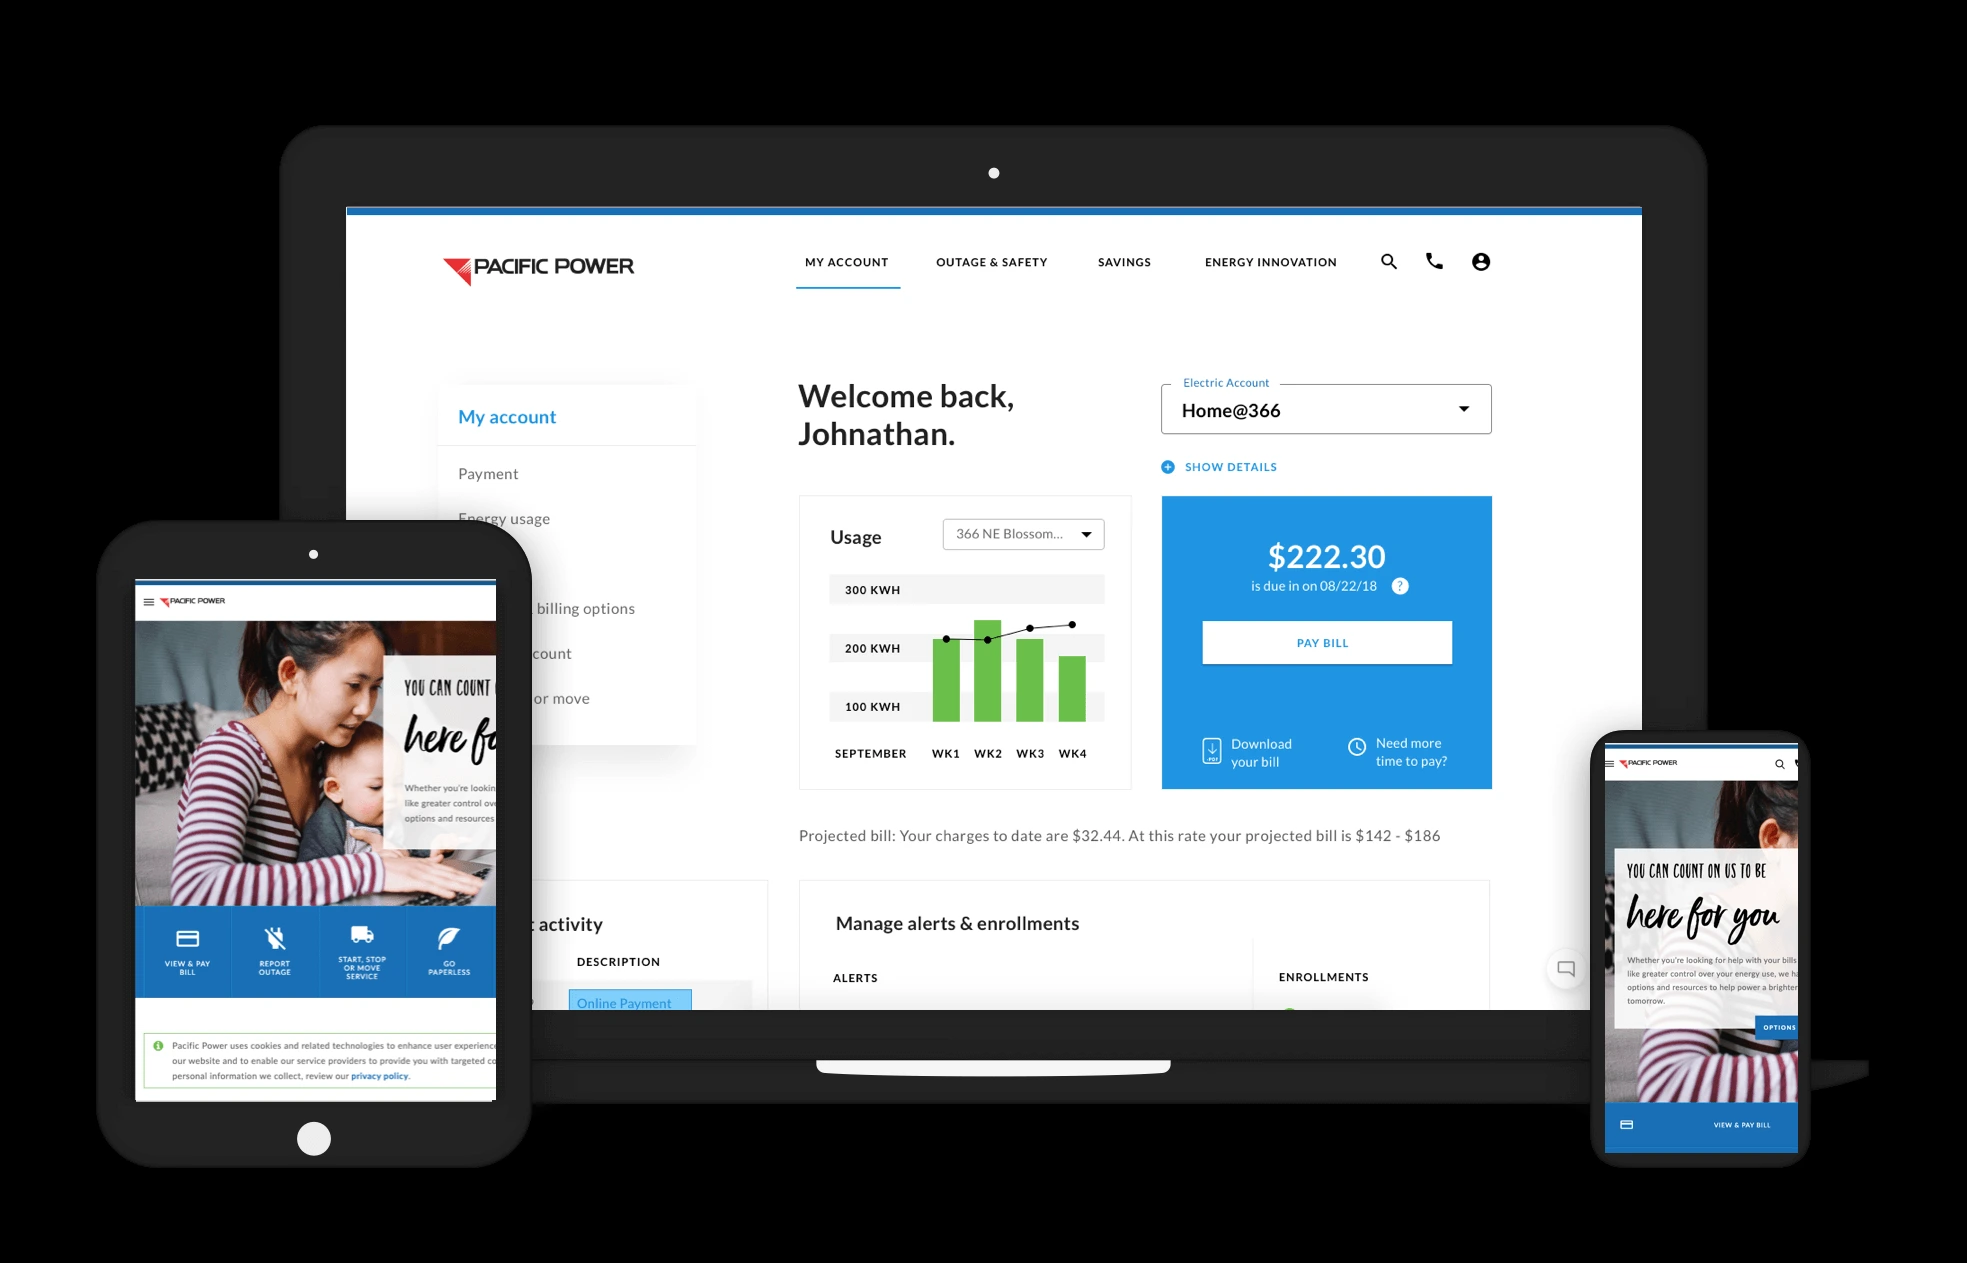 PACIFIC POWER
MY ACCOUNT
OUTAGE & SAFETY
SAVINGS
ENERGY INNOVATION
My account
Payment
Energy usage
billing options
or move
Welcome back,
Johnathan.
Electric Account
Home@366
SHOW DETAILS
Usage
366 NE Blossom...
300 KWH
200 KWH
100 KWH
SEPTEMBER WK1 WK2 WK3 WK4
$222.30
is due in on 08/22/18 ?
PAY BILL
Download
your bill
.PDF
Need more
time to pay?
Projected bill: Your charges to date are $32.44. At this rate your projected bill is $142 - $186
activity
DESCRIPTION
Online Payment
Manage alerts & enrollments
ALERTS
ENROLLMENTS
PACIFIC POWER
YOU CAN COUNT
here
Whether you're
like greater control
options and resources
VIEW & PAY
BILL
REPORT
OUTAGE
START, STOP
OR MOVE
SERVICE
GO
PAPERLESS
Pacific Power uses cookies and related technologies to enhance user experience
our website and to enable our service providers to provide you with targeted
personal information we collect, review our privacy policy.
PACIFIC POWER
YOU CAN COUNT ON US TO BE
here for you
Whether you're looking for help with your bills
like greater control over your energy use, we
options and resources to help power a brighter
tomorrow.
OPTIONS
VIEW & PAY BILL